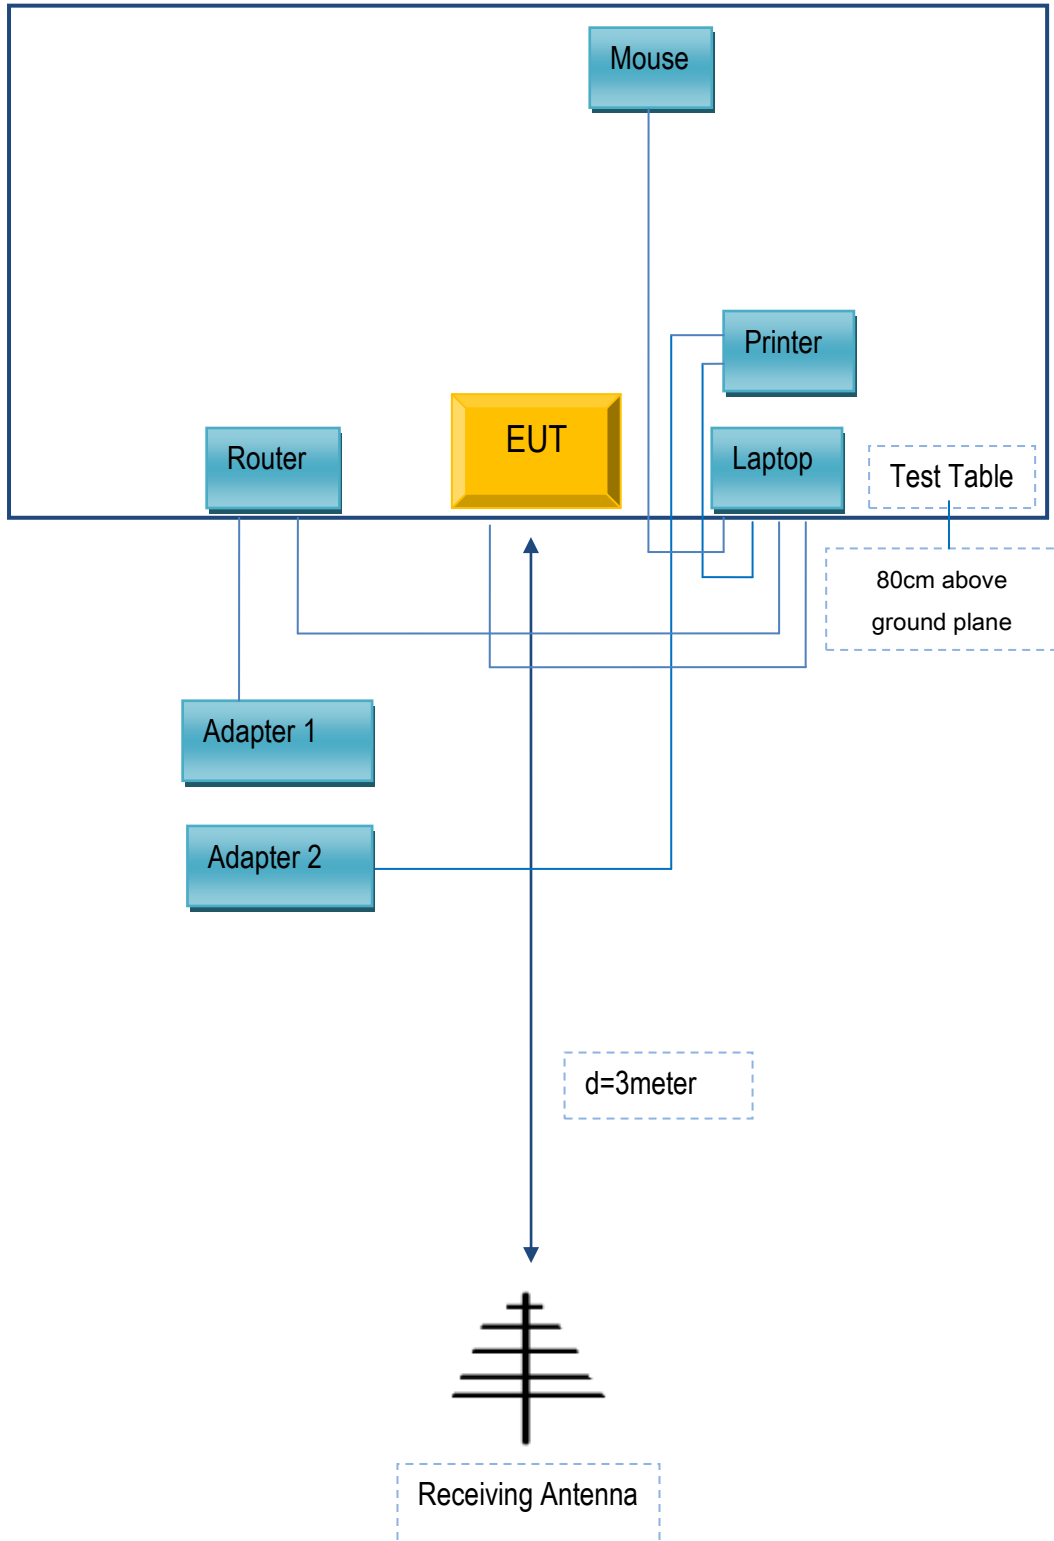 Mouse
Printer
EUT
Router
Laptop
Test Table
80cm above
ground plane
Adapter 1
Adapter 2
d=3meter
Receiving Antenna